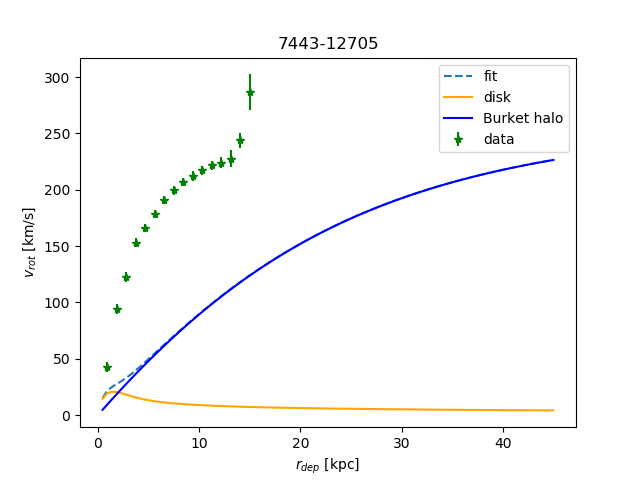 7443-12705
fit
disk
Burket halo
data
300
250
200
150
100
50
0
v_rot [km/s]
0 10 20 30 40
r_dep [kpc]